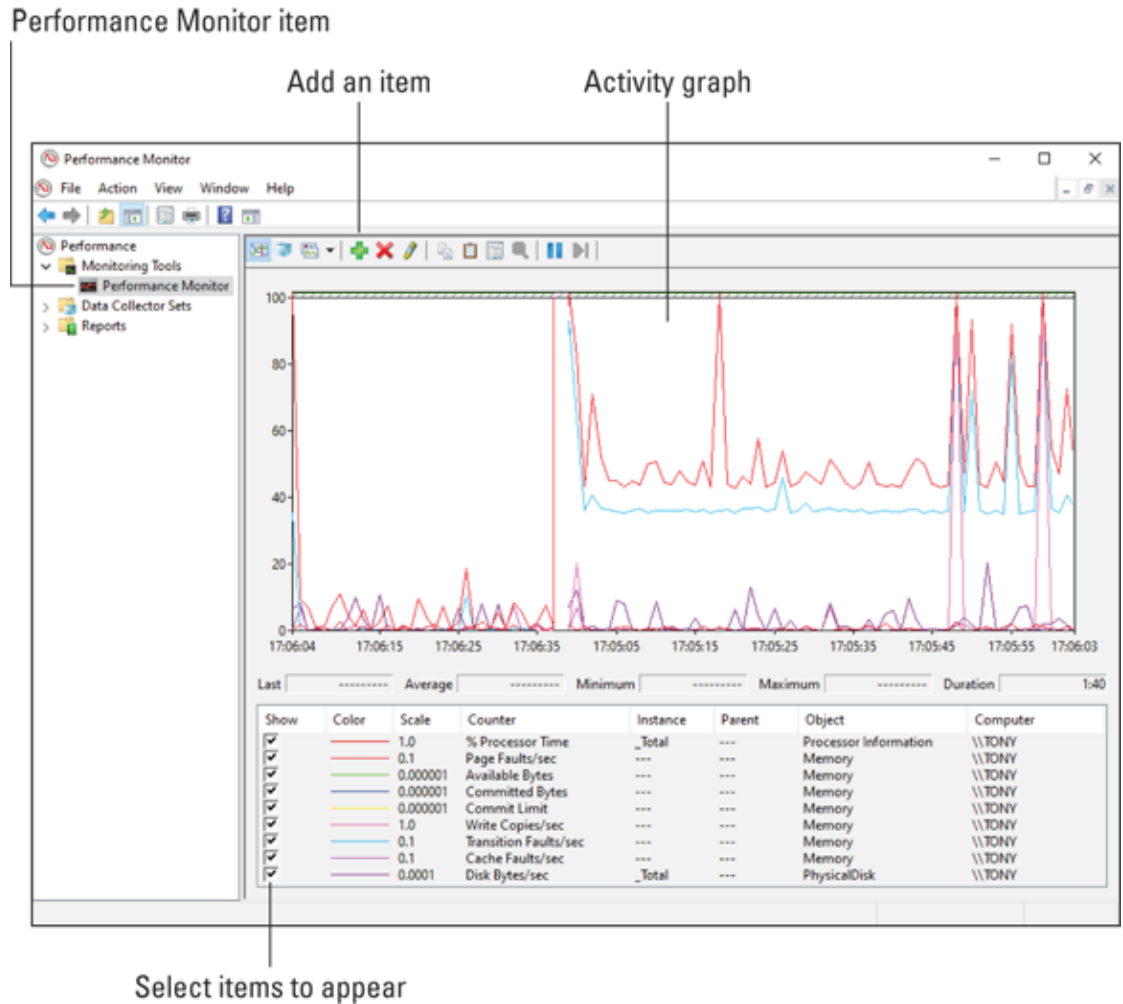 Performance Monitor item
Add an item
Activity graph
Performance Monitor
File Action View Window Help
Performance
Monitoring Tools
Performance Monitor
Data Collector Sets
Reports
100
80
60
40
20
0
17:06:04 17:06:15 17:06:25 17:06:35 17:05:05 17:05:15 17:05:25 17:05:35 17:05:45 17:05:55 17:06:03
Last --------- Average --------- Minimum --------- Maximum --------- Duration 1:40
Show Color Scale Counter Instance Parent Object Computer
1.0 % Processor Time _Total --- Processor Information \\TONY
0.1 Page Faults/sec --- --- Memory \\TONY
0.000001 Available Bytes --- --- Memory \\TONY
0.000001 Committed Bytes --- --- Memory \\TONY
0.000001 Commit Limit --- --- Memory \\TONY
1.0 Write Copies/sec --- --- Memory \\TONY
0.1 Transition Faults/sec --- --- Memory \\TONY
0.1 Cache Faults/sec --- --- Memory \\TONY
0.0001 Disk Bytes/sec _Total --- PhysicalDisk \\TONY
Select items to appear